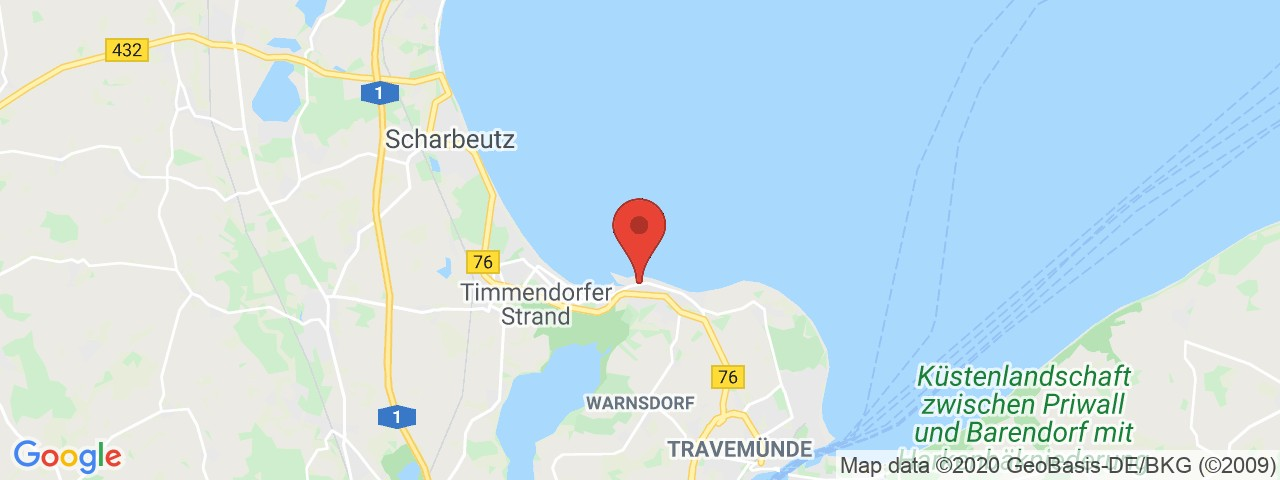 432
1
Scharbeutz
76
Timmendorfer
Strand
76
Küstenlandschaft
zwischen Priwall
und Barendorf mit
WARNSDORF
1
TRAVEMÜNDE
Google
Map data ©2020 GeoBasis-DE/BKG (©2009)